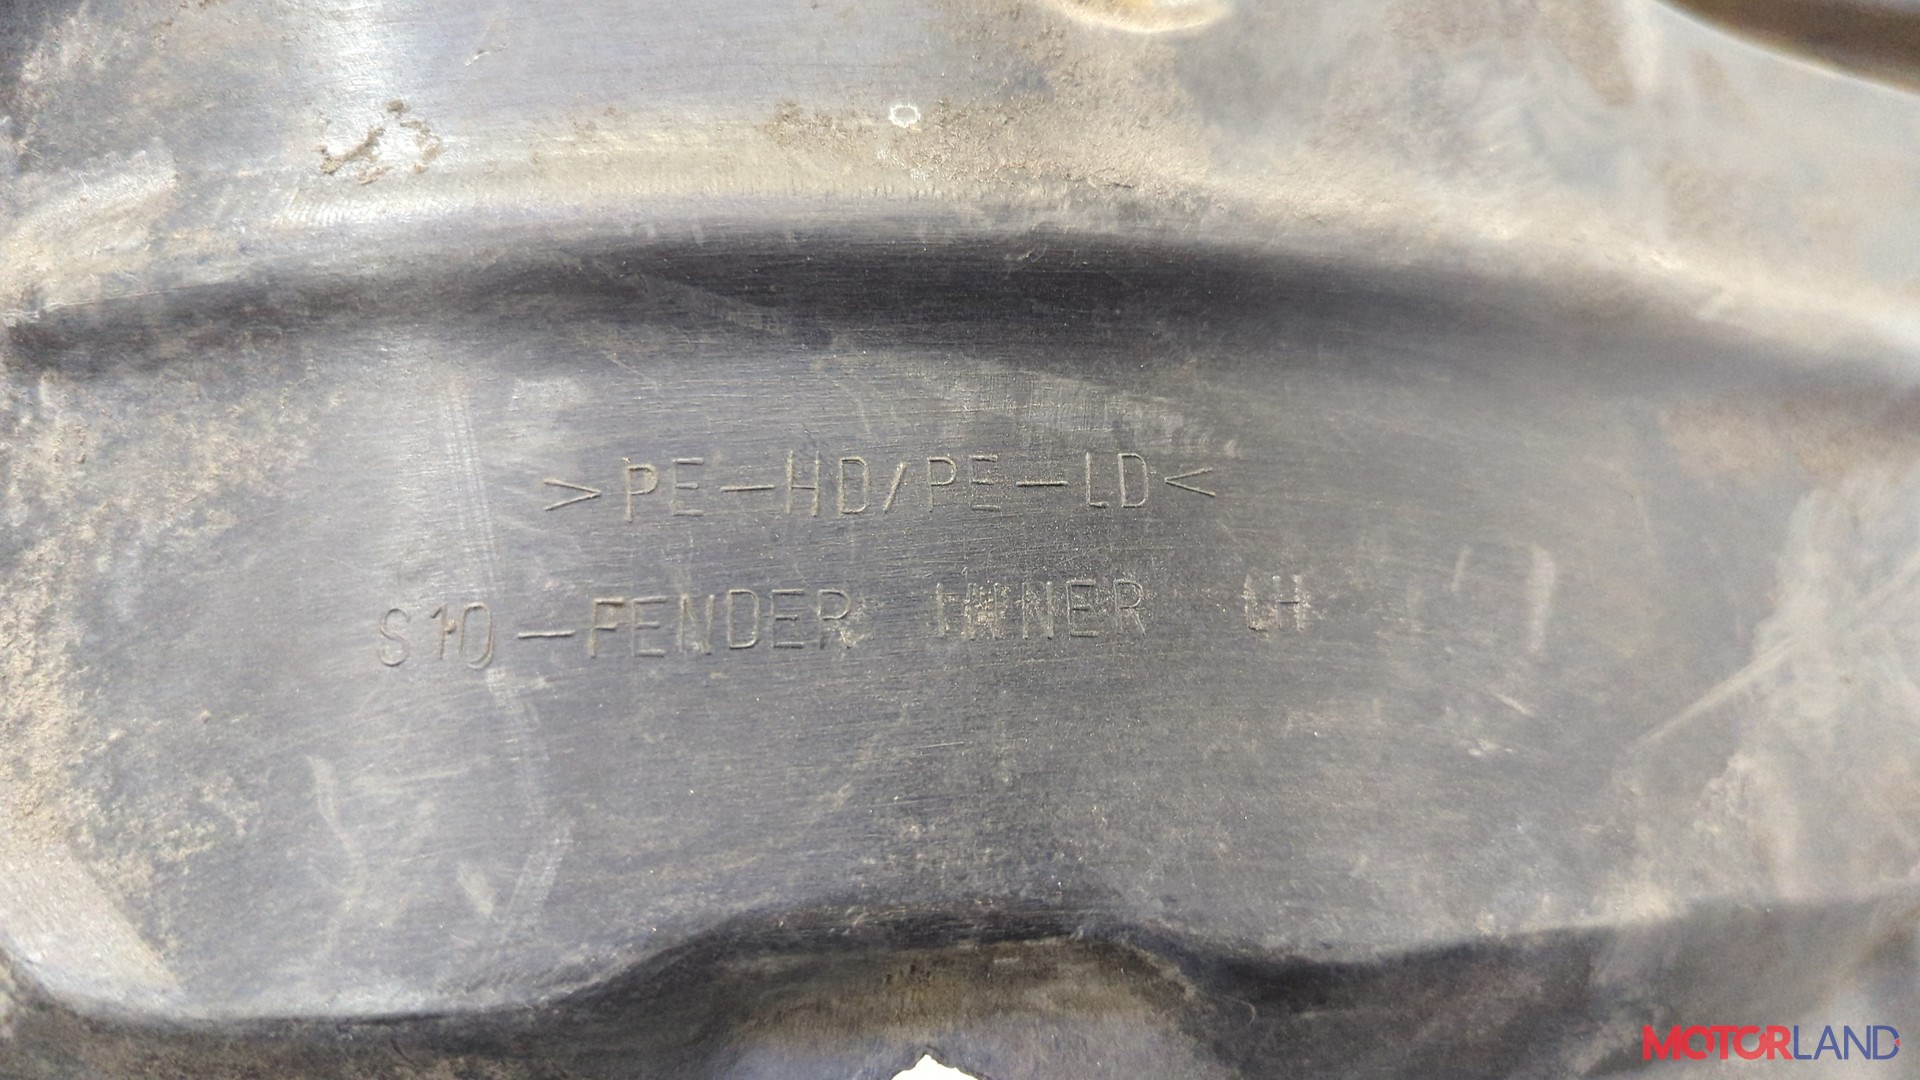 >PE-HD/PE-LD<
S10-FENDER INNER LH
MOTORLAND